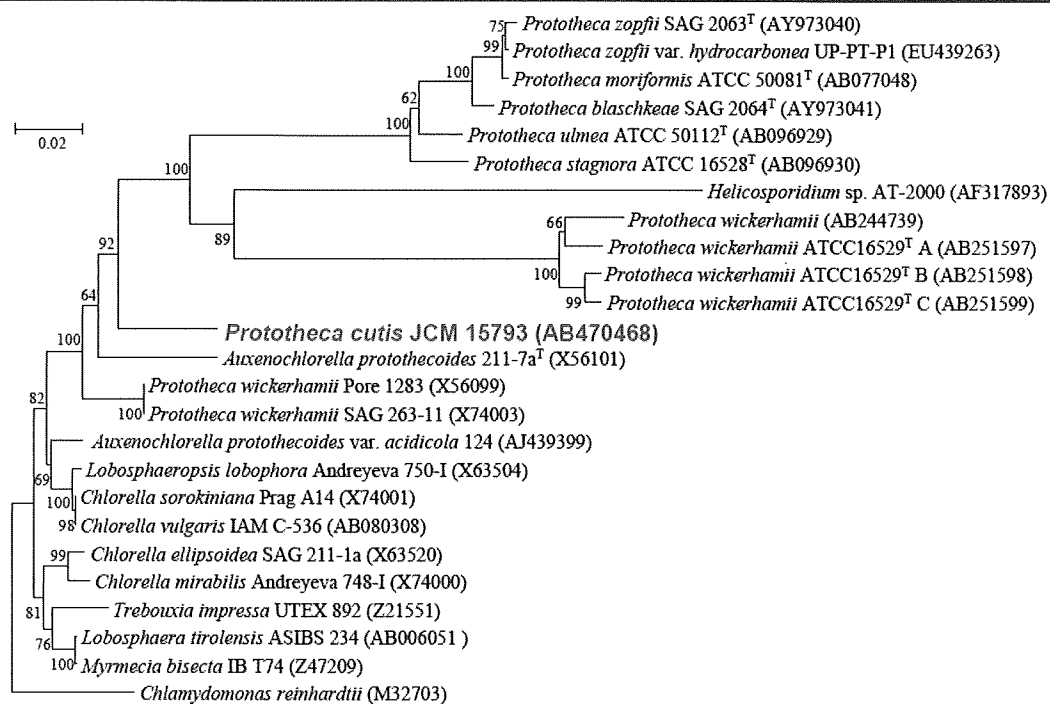 75 Prototheca zopfii SAG 2063ᵀ (AY973040)
99 Prototheca zopfii var. hydrocarbonea UP-PT-P1 (EU439263)
100 Prototheca moriformis ATCC 50081ᵀ (AB077048)
62 Prototheca blaschkeae SAG 2064ᵀ (AY973041)
0.02
100 Prototheca ulmea ATCC 50112ᵀ (AB096929)
100 Prototheca stagnora ATCC 16528ᵀ (AB096930)
Helicosporidium sp. AT-2000 (AF317893)
66 Prototheca wickerhamii (AB244739)
92 89 Prototheca wickerhamii ATCC16529ᵀ A (AB251597)
100 Prototheca wickerhamii ATCC16529ᵀ B (AB251598)
64 99 Prototheca wickerhamii ATCC16529ᵀ C (AB251599)
Prototheca cutis JCM 15793 (AB470468)
100 Auxenochlorella protothecoides 211-7aᵀ (X56101)
Prototheca wickerhamii Pore 1283 (X56099)
82 100 Prototheca wickerhamii SAG 263-11 (X74003)
Auxenochlorella protothecoides var. acidicola 124 (AJ439399)
69 Lobosphaeropsis lobophora Andreyeva 750-I (X63504)
100 Chlorella sorokiniana Prag A14 (X74001)
98 Chlorella vulgaris IAM C-536 (AB080308)
99 Chlorella ellipsoidea SAG 211-1a (X63520)
Chlorella mirabilis Andreyeva 748-I (X74000)
81 Trebouxia impressa UTEX 892 (Z21551)
76 Lobosphaera tirolensis ASIBS 234 (AB006051 )
100 Myrmecia bisecta IB T74 (Z47209)
Chlamydomonas reinhardtii (M32703)